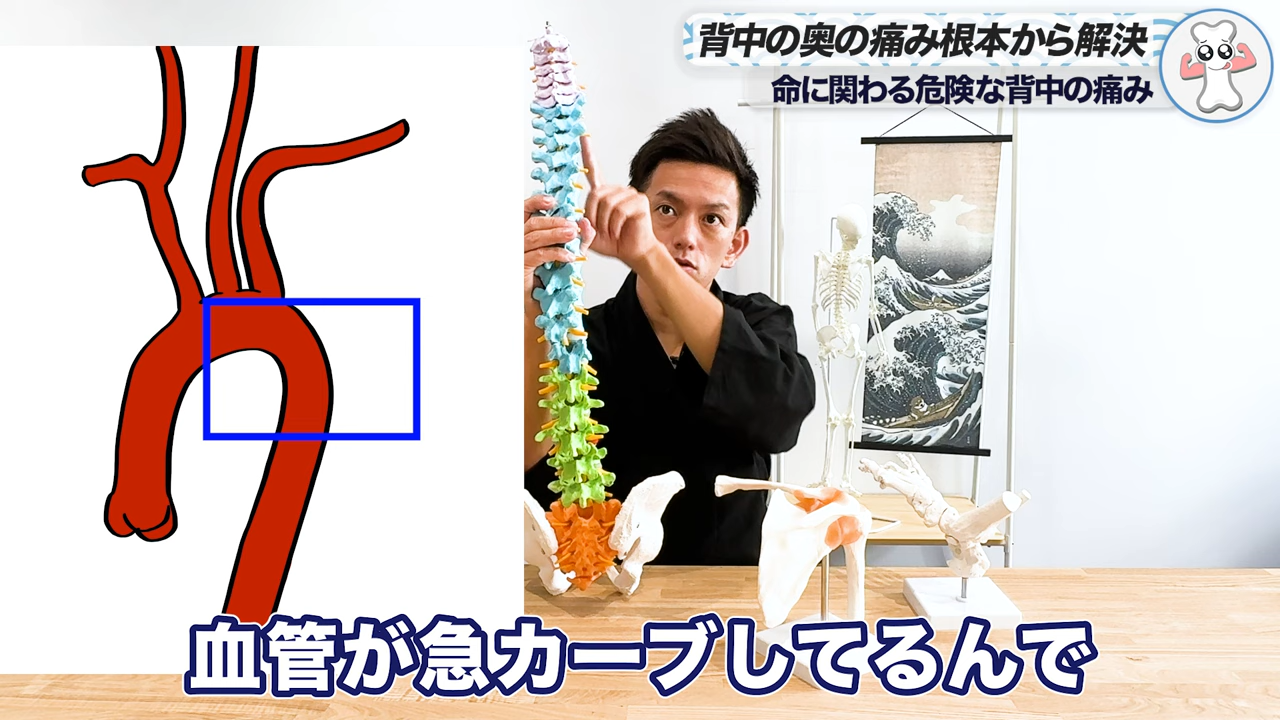 背中の奥の痛み根本から解決
命に関わる危険な背中の痛み
血管が急カーブしてるんで